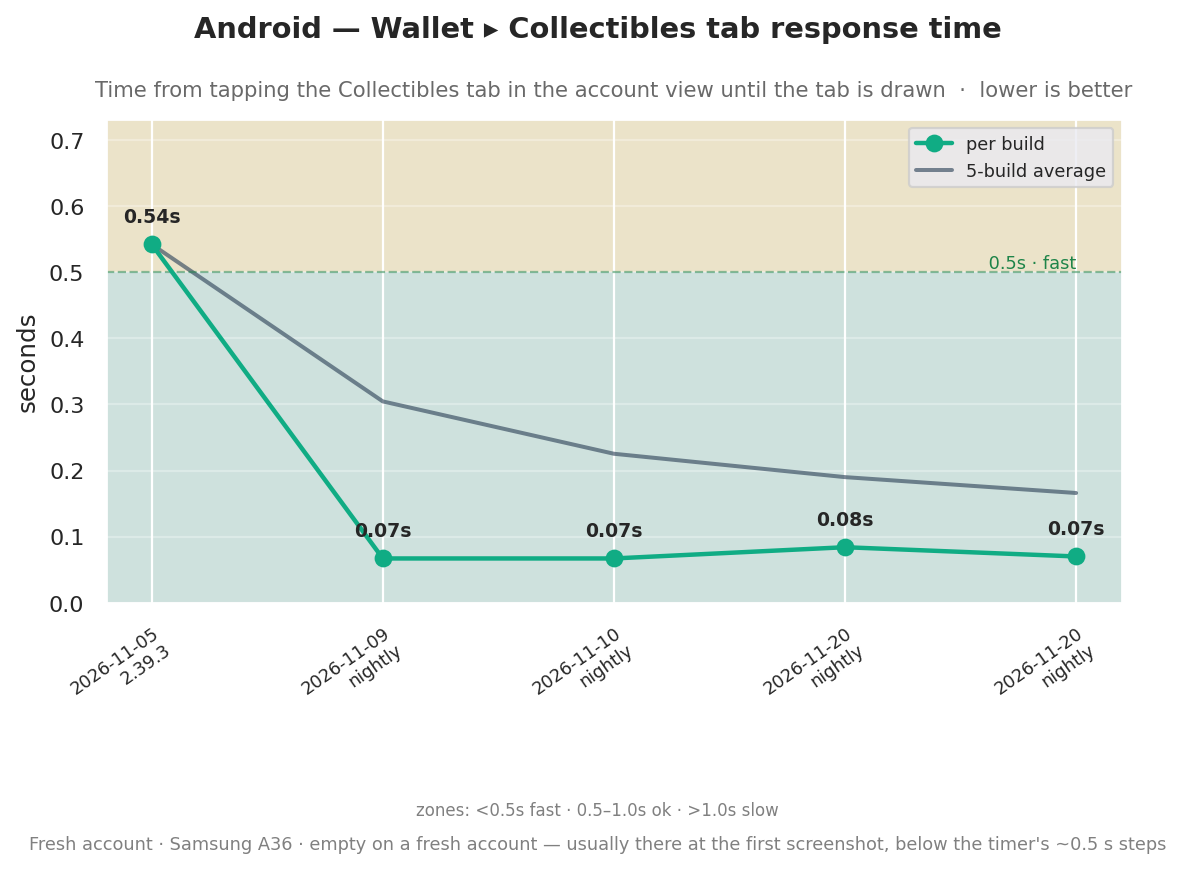 Android — Wallet ▸ Collectibles tab response time
Time from tapping the Collectibles tab in the account view until the tab is drawn · lower is better
per build
5-build average
0.7
0.6
0.5
0.4
0.3
0.2
0.1
0.0
seconds
0.54s
0.07s
0.07s
0.08s
0.07s
0.5s · fast
2026-11-05
2.39.3
2026-11-09
nightly
2026-11-10
nightly
2026-11-20
nightly
2026-11-20
nightly
zones: <0.5s fast · 0.5–1.0s ok · >1.0s slow
Fresh account · Samsung A36 · empty on a fresh account — usually there at the first screenshot, below the timer's ~0.5 s steps